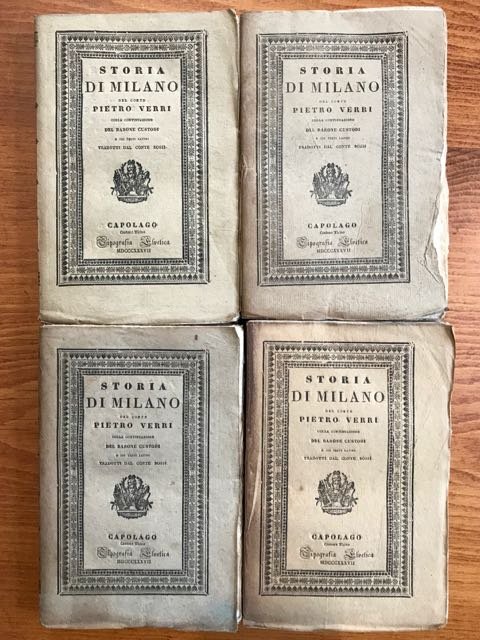 STORIA
DI MILANO
DEL CONTE
PIETRO VERRI
COLLA CONTINUAZIONE
DEL BARONE CUSTODI
E COI TESTI LATINI
TRADOTTI DAL CONTE BOSSI
CAPOLAGO
Cantone Ticino
Tipografia Elvetica
MDCCCXXXVII
STORIA
DI MILANO
DEL CONTE
PIETRO VERRI
COLLA CONTINUAZIONE
DEL BARONE CUSTODI
E COI TESTI LATINI
TRADOTTI DAL CONTE BOSSI
CAPOLAGO
Cantone Ticino
Tipografia Elvetica
MDCCCXXXVII
STORIA
DI MILANO
DEL CONTE
PIETRO VERRI
COLLA CONTINUAZIONE
DEL BARONE CUSTODI
E COI TESTI LATINI
TRADOTTI DAL CONTE BOSSI
CAPOLAGO
Cantone Ticino
Tipografia Elvetica
MDCCCXXXVII
STORIA
DI MILANO
DEL CONTE
PIETRO VERRI
COLLA CONTINUAZIONE
DEL BARONE CUSTODI
E COI TESTI LATINI
TRADOTTI DAL CONTE BOSSI
CAPOLAGO
Cantone Ticino
Tipografia Elvetica
MDCCCXXXVII